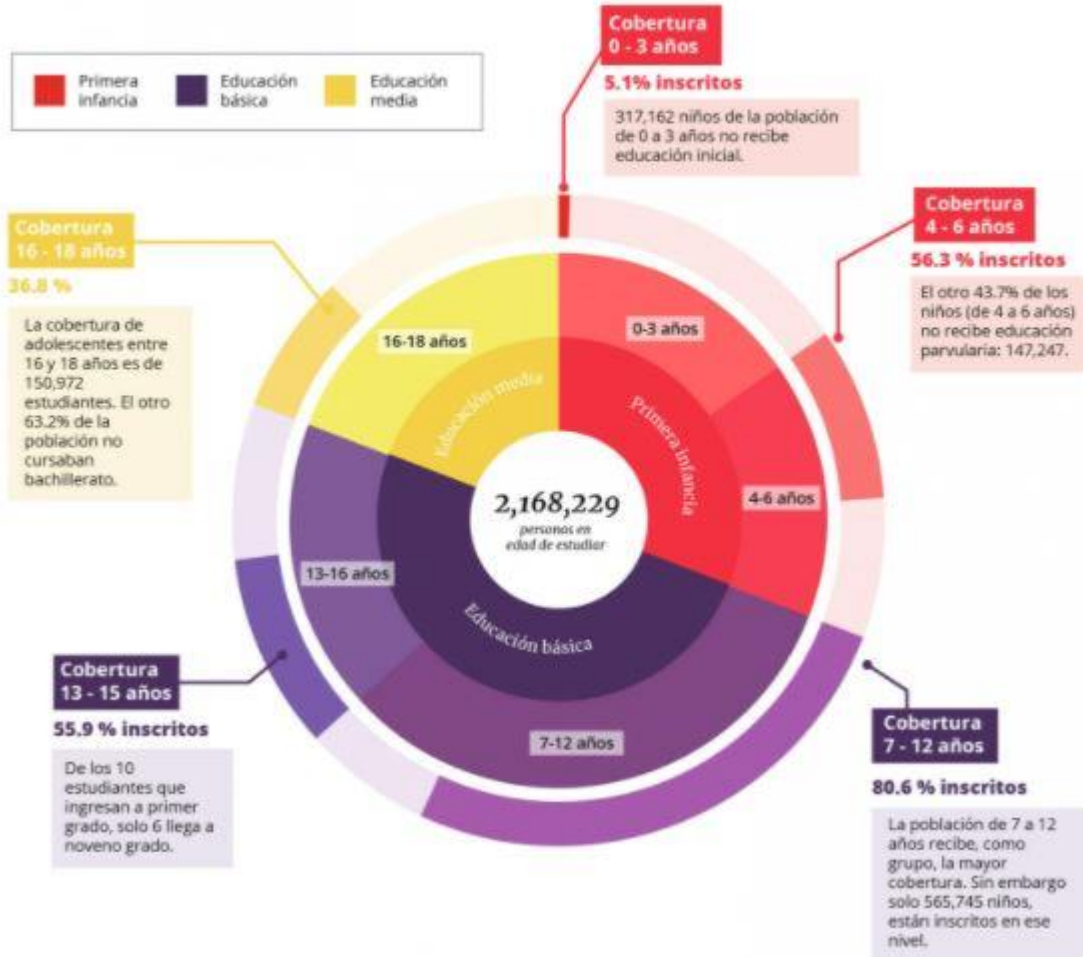 Primera
infancia
Educación
básica
Educación
media
Cobertura
0 - 3 años
5.1% inscritos
317,162 niños de la población
de 0 a 3 años no recibe
educación inicial.
Cobertura
4 - 6 años
56.3 % inscritos
El otro 43.7% de los
niños (de 4 a 6 años)
no recibe educación
parvularia: 147,247.
Cobertura
16 - 18 años
36.8 %
La cobertura de
adolescentes entre
16 y 18 años es de
150,972
estudiantes. El otro
63.2% de la
población no
cursaban
bachillerato.
16-18 años
0-3 años
Educación media
Primera infancia
4-6 años
2,168,229
personas en
edad de estudiar
13-16 años
Educación básica
7-12 años
Cobertura
13 - 15 años
55.9 % inscritos
De los 10
estudiantes que
ingresan a primer
grado, solo 6 llega a
noveno grado.
Cobertura
7 - 12 años
80.6 % inscritos
La población de 7 a 12
años recibe, como
grupo, la mayor
cobertura. Sin embargo
solo 565,745 niños,
están inscritos en ese
nivel.